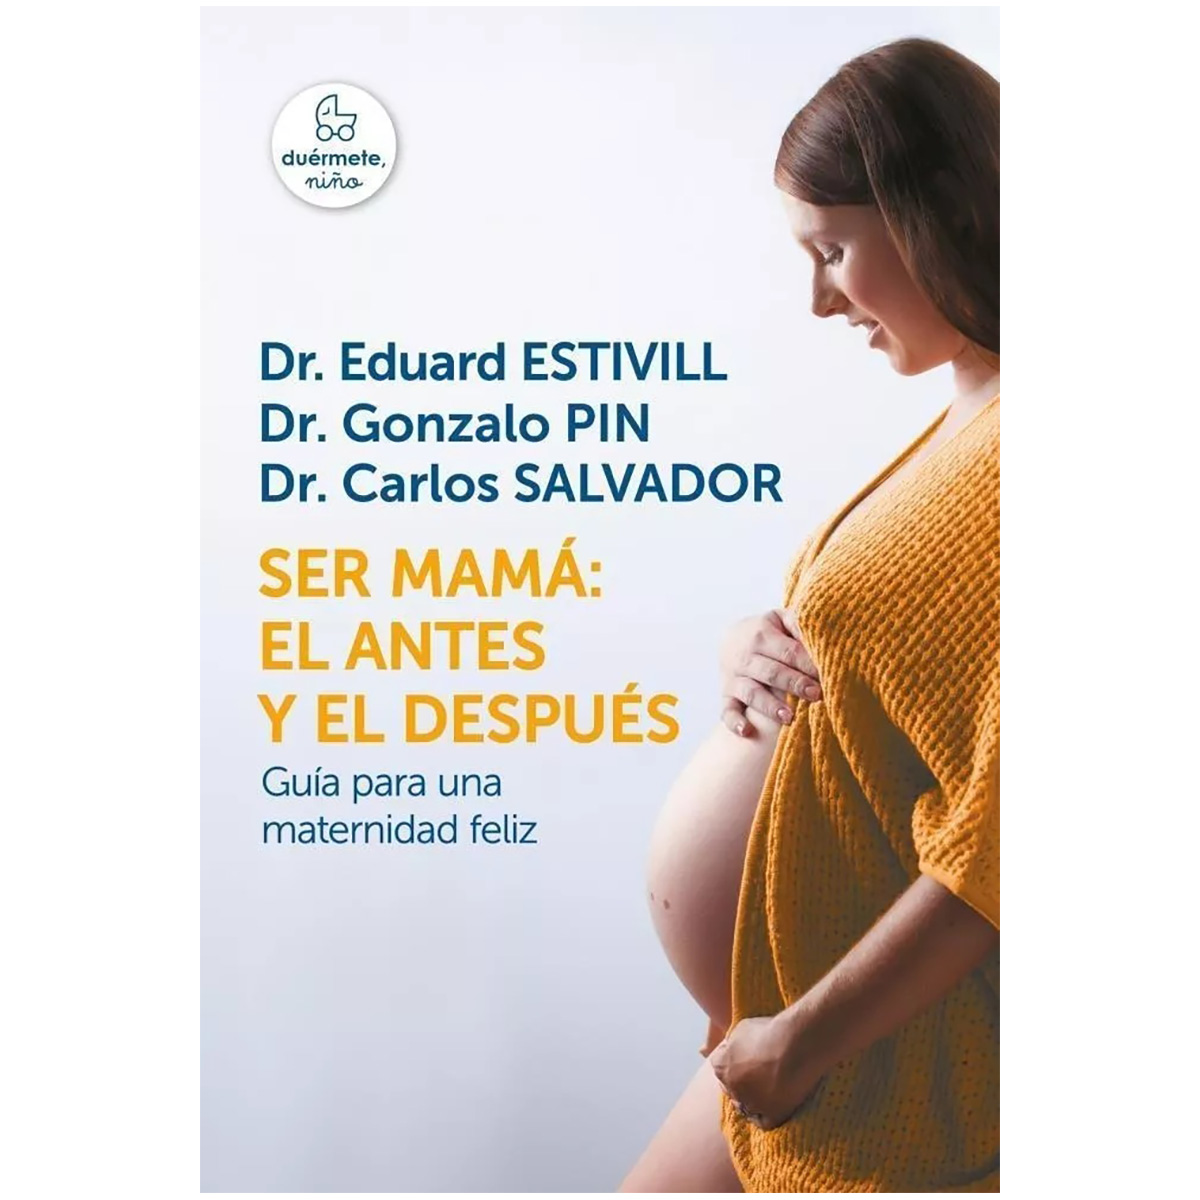 duérmete,
niño
Dr. Eduard ESTIVILL
Dr. Gonzalo PIN
Dr. Carlos SALVADOR
SER MAMÁ:
EL ANTES
Y EL DESPUÉS
Guía para una
maternidad feliz